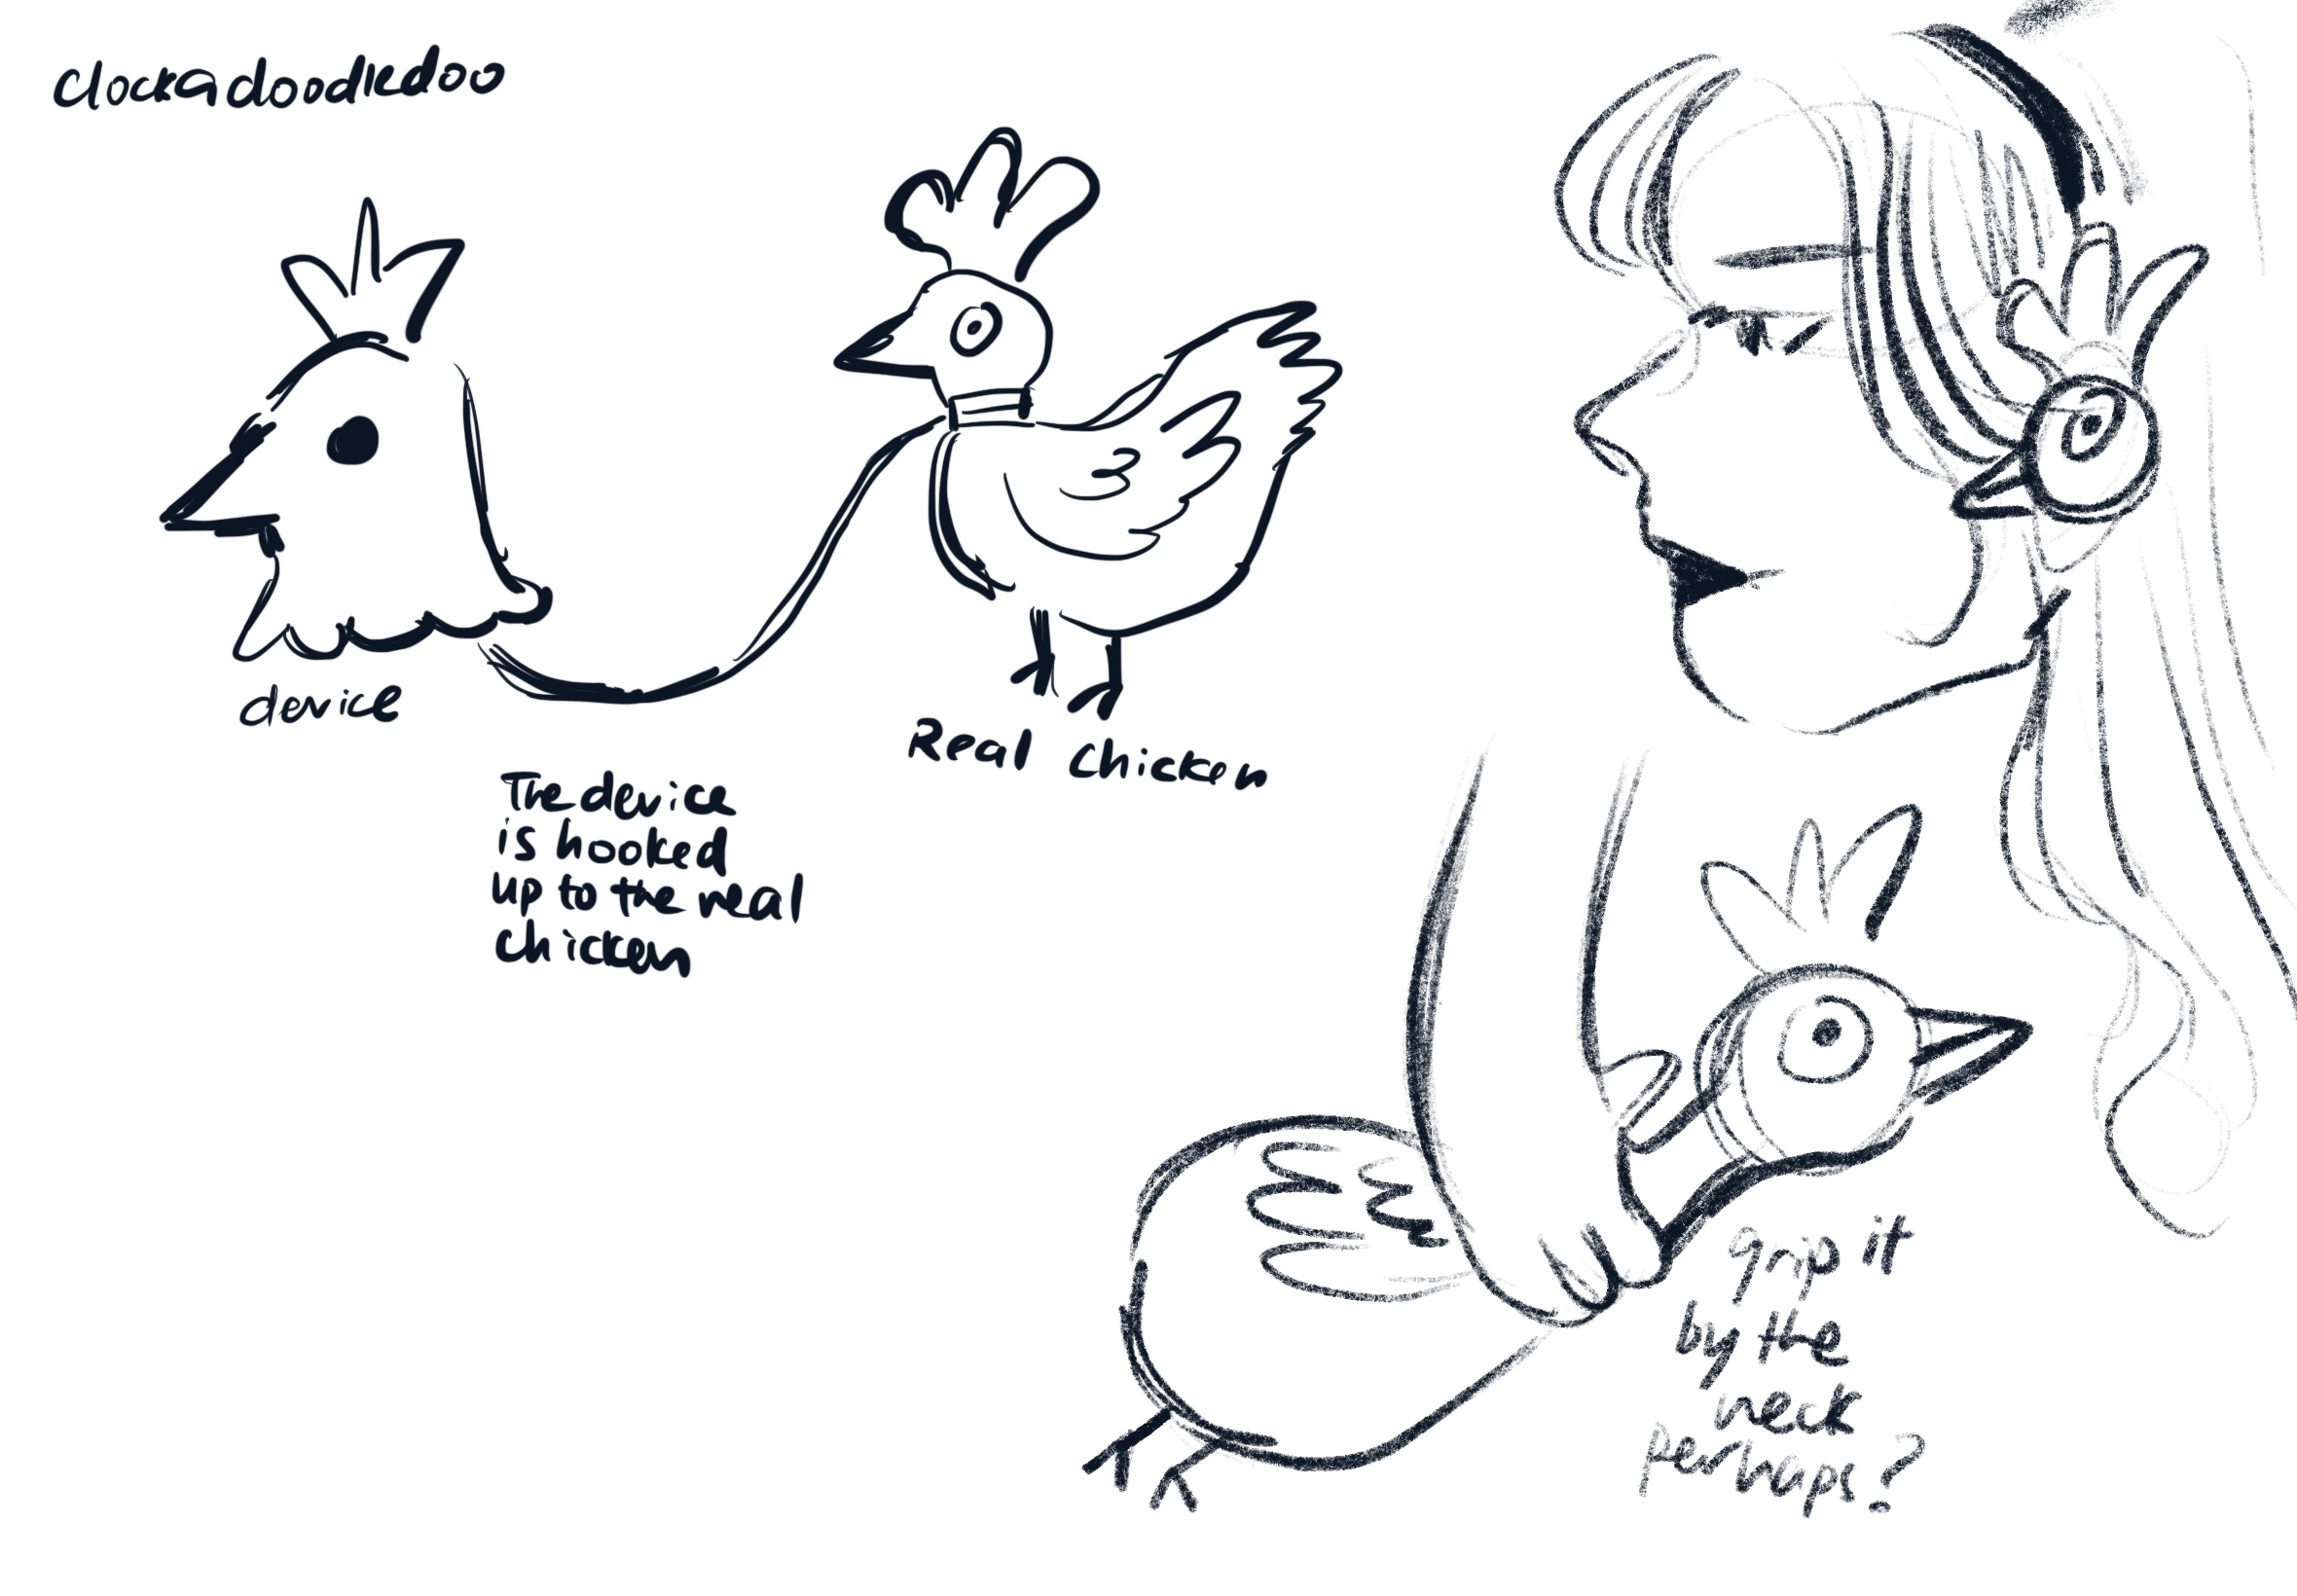 clockadoodledoo
device
Real chicken
The device
is hooked
up to the real
chicken
grip it
by the
neck
perhaps?